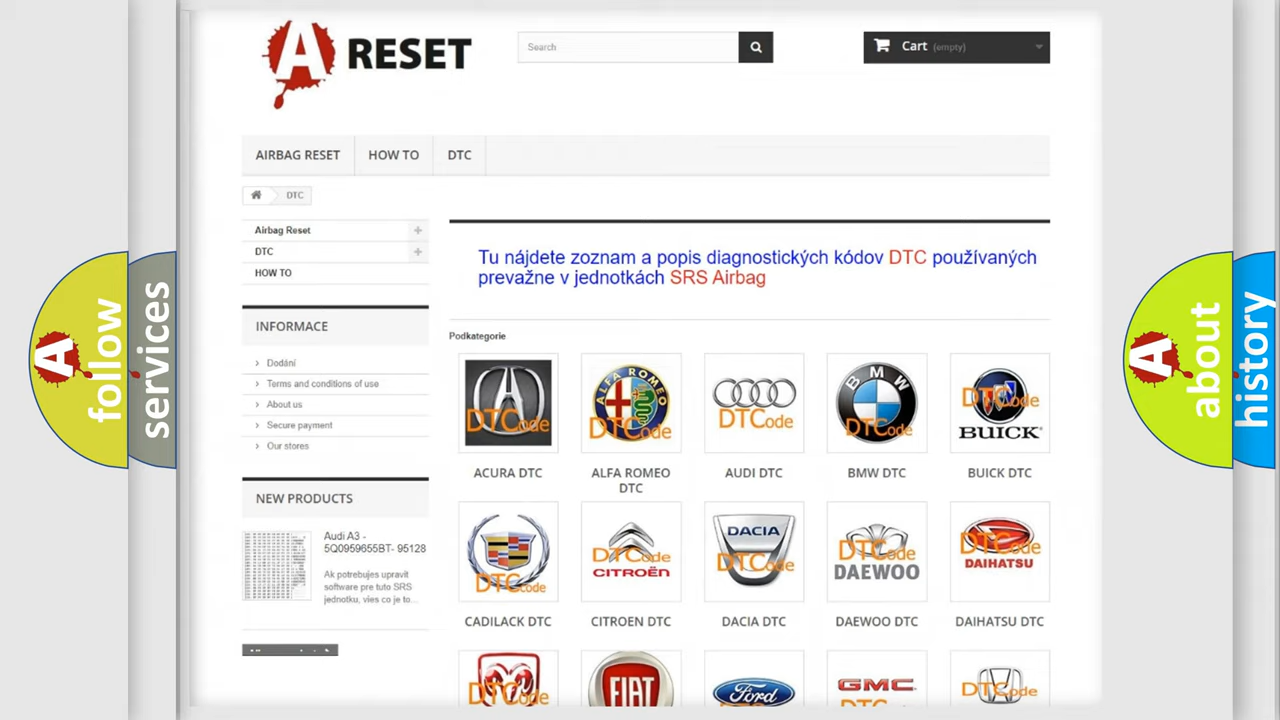 A RESET
Search
Cart (empty)
AIRBAG RESET
HOW TO
DTC
DTC
Airbag Reset
DTC
HOW TO
Tu nájdete zoznam a popis diagnostických kódov DTC používaných
prevažne v jednotkách SRS Airbag
INFORMACE
Dodání
Terms and conditions of use
About us
Secure payment
Our stores
NEW PRODUCTS
Audi A3 -
5Q0959655BT- 95128
Ak potrebujes upravit
software pre tuto SRS
jednotku, vies co je to...
Podkategorie
DTCode
ALFA ROMEO
DTCode
DTCode
BMW
DTCode
DTCode
BUICK
ACURA DTC
ALFA ROMEO
DTC
AUDI DTC
BMW DTC
BUICK DTC
DTCode
DTCode
CITROËN
DACIA
DTCode
DTCode
DAEWOO
DTCode
DAIHATSU
CADILACK DTC
CITROEN DTC
DACIA DTC
DAEWOO DTC
DAIHATSU DTC
DTCode
FIAT
Ford
GMC
DTCode
A follow
services
A about
history